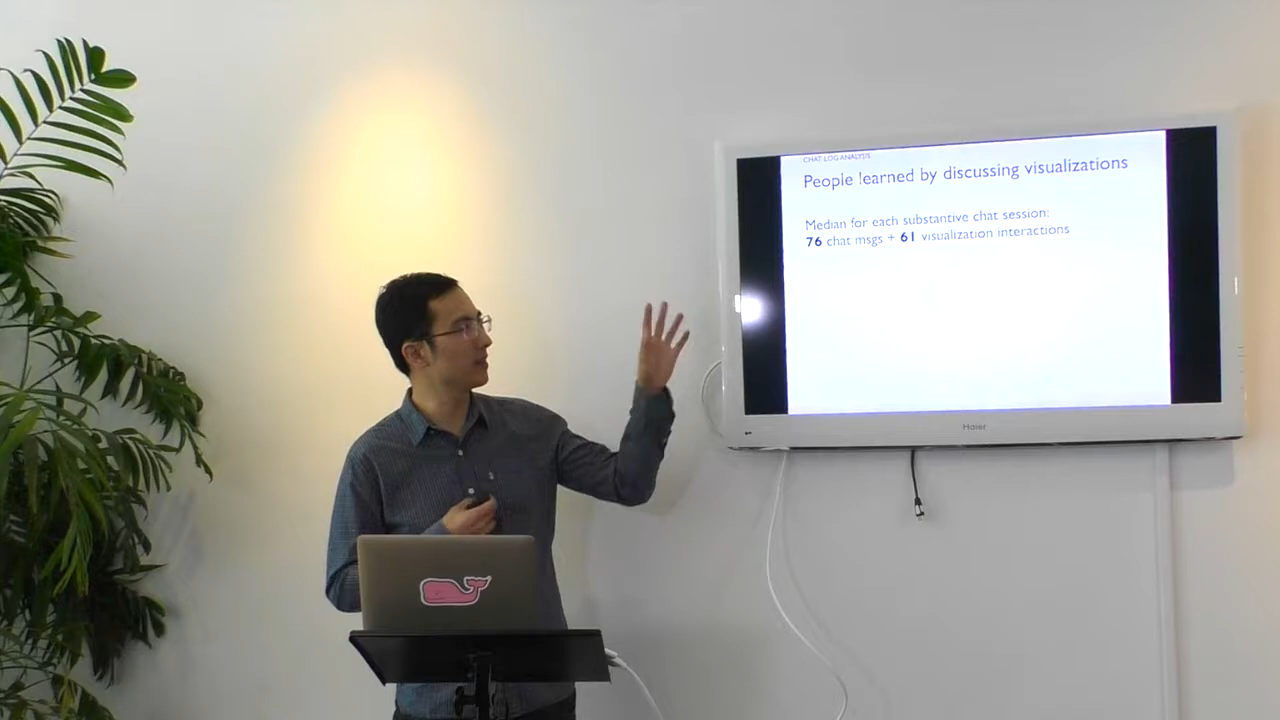 CHAT LOG ANALYSIS
People learned by discussing visualizations
Median for each substantive chat session:
76 chat msgs + 61 visualization interactions
Haier